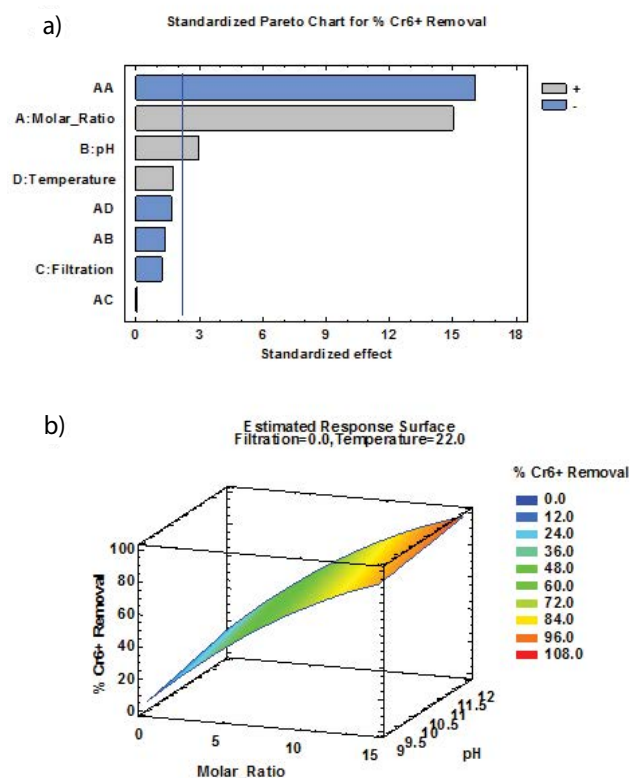 a)
Standardized Pareto Chart for % Cr6+ Removal
AA
A:Molar_Ratio
B:pH
D:Temperature
AD
AB
C:Filtration
AC
+
-
0 3 6 9 12 15 18
Standardized effect
b)
Estimated Response Surface
Filtration=0.0,Temperature=22.0
% Cr6+ Removal
0.0
12.0
24.0
36.0
48.0
60.0
72.0
84.0
96.0
108.0
% Cr6+ Removal
100
80
60
40
20
0
0 5 10 15
Molar Ratio
9 9.5 10 10.5 11 11.5 12
pH